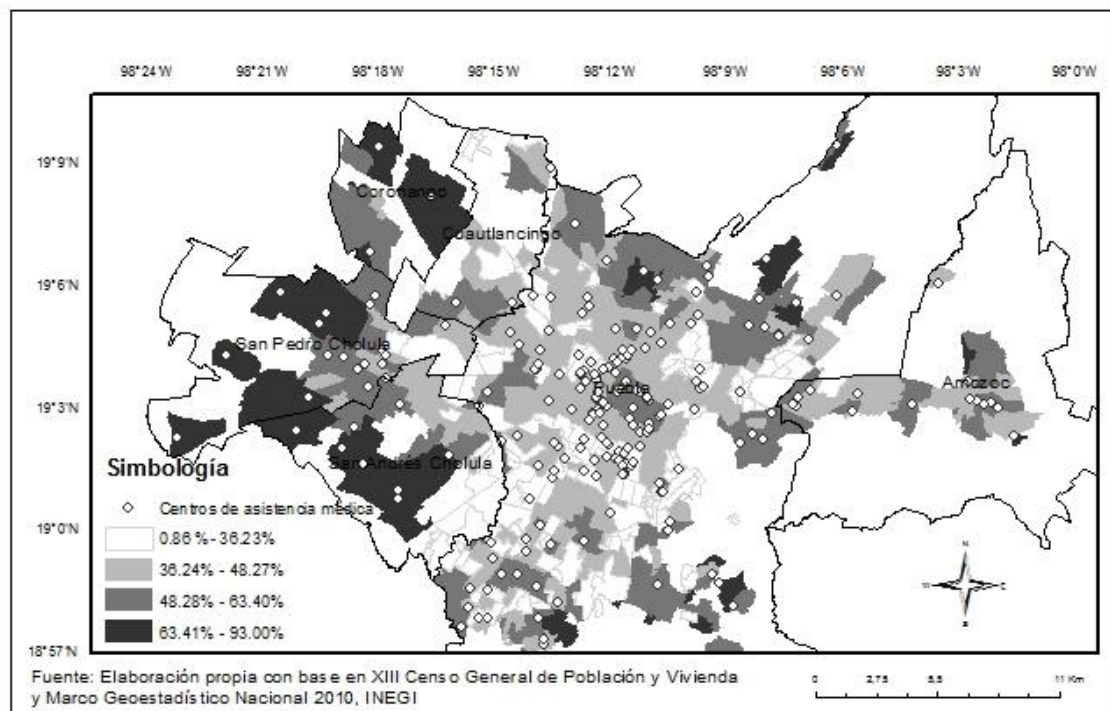 98°24'W 98°21'W 98°18'W 98°15'W 98°12'W 98°9'W 98°6'W 98°3'W 98°0'W
19°9'N
Coronango
Cuautlancingo
19°6'N
San Pedro Cholula
Puebla
Amozoc
19°3'N
San Andres Cholula
Simbología
Centros de asistencia médica
19°0'N
0.86 % - 36.23%
36.24% - 48.27%
48.28% - 63.40%
63.41% - 93.00%
N
E
S
18°57'N
Fuente: Elaboración propia con base en XIII Censo General de Población y Vivienda
y Marco Geoestadístico Nacional 2010, INEGI
0 2,75 5,5 11 Km